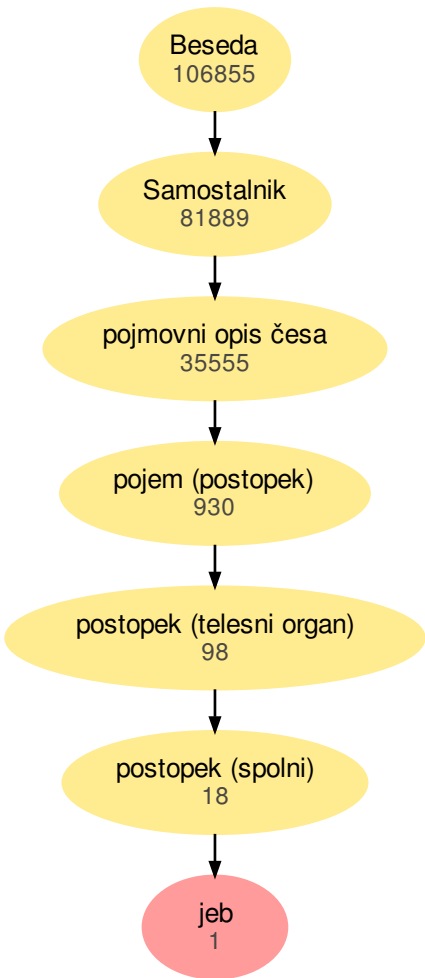 Beseda
106855
Samostalnik
81889
pojmovni opis česa
35555
pojem (postopek)
930
postopek (telesni organ)
98
postopek (spolni)
18
jeb
1